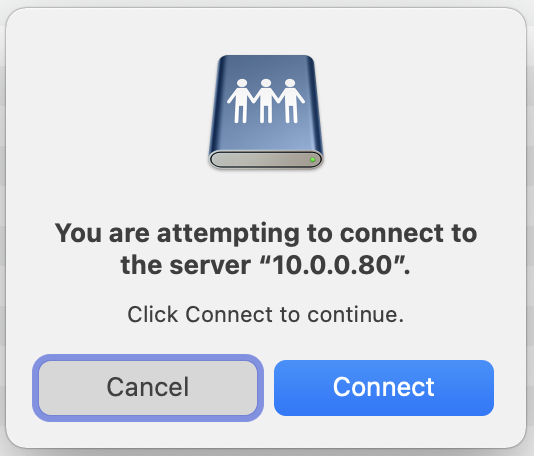 You are attempting to connect to
the server “10.0.0.80”.
Click Connect to continue.
Cancel
Connect